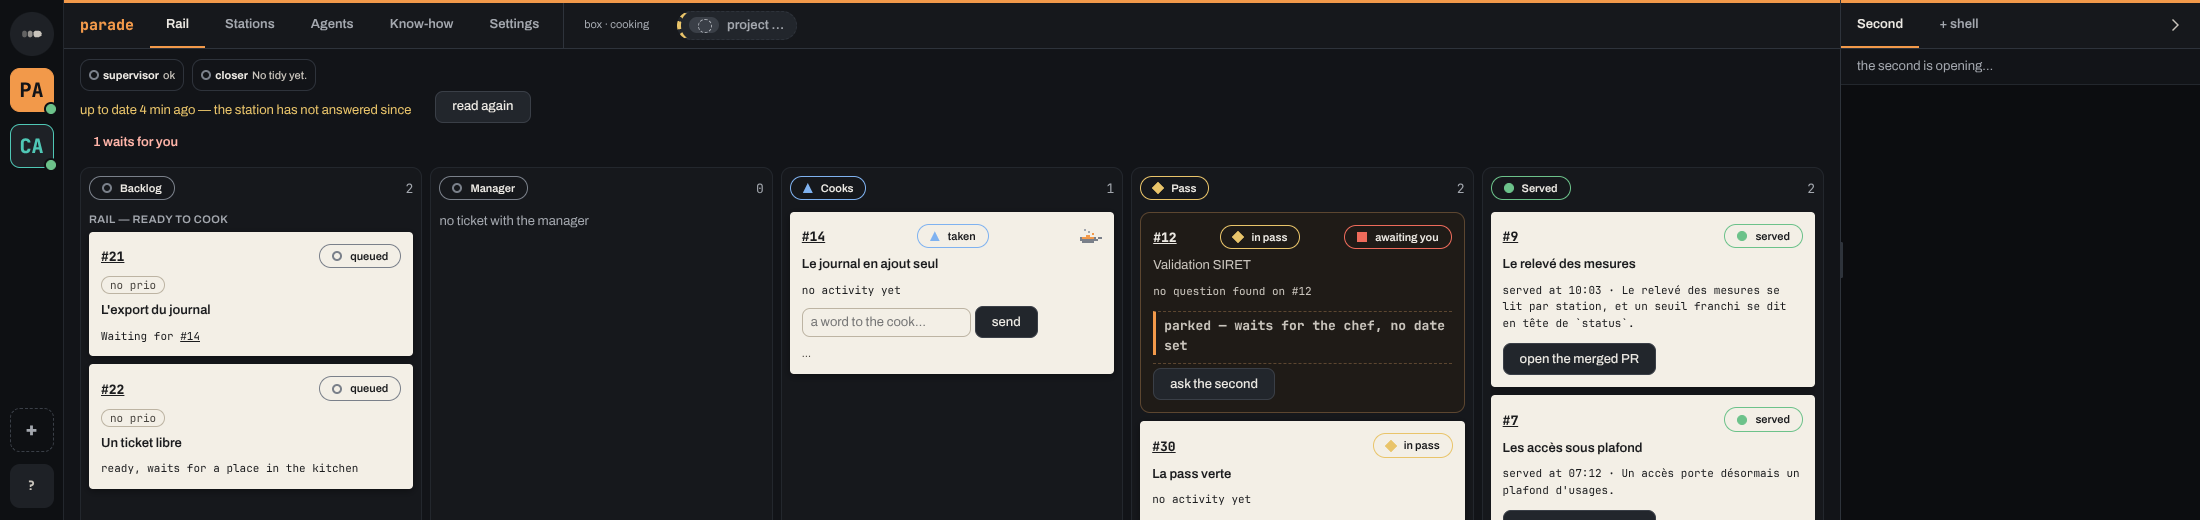 parade
Rail
Stations
Agents
Know-how
Settings
box · cooking
project ...
Second
+ shell
PA
CA
+
?
supervisor ok
closer No tidy yet.
up to date 4 min ago — the station has not answered since
read again
1 waits for you
the second is opening...
Backlog
2
RAIL — READY TO COOK
#21
queued
no prio
L'export du journal
Waiting for #14
#22
queued
no prio
Un ticket libre
ready, waits for a place in the kitchen
Manager
0
no ticket with the manager
Cooks
1
#14
taken
Le journal en ajout seul
no activity yet
a word to the cook...
send
...
Pass
2
#12
in pass
awaiting you
Validation SIRET
no question found on #12
parked — waits for the chef, no date
set
ask the second
#30
in pass
La pass verte
no activity yet
Served
2
#9
served
Le relevé des mesures
served at 10:03 · Le relevé des mesures se
lit par station, et un seuil franchi se dit
en tête de `status`.
open the merged PR
#7
served
Les accès sous plafond
served at 07:12 · Un accès porte désormais un
plafond d'usages.